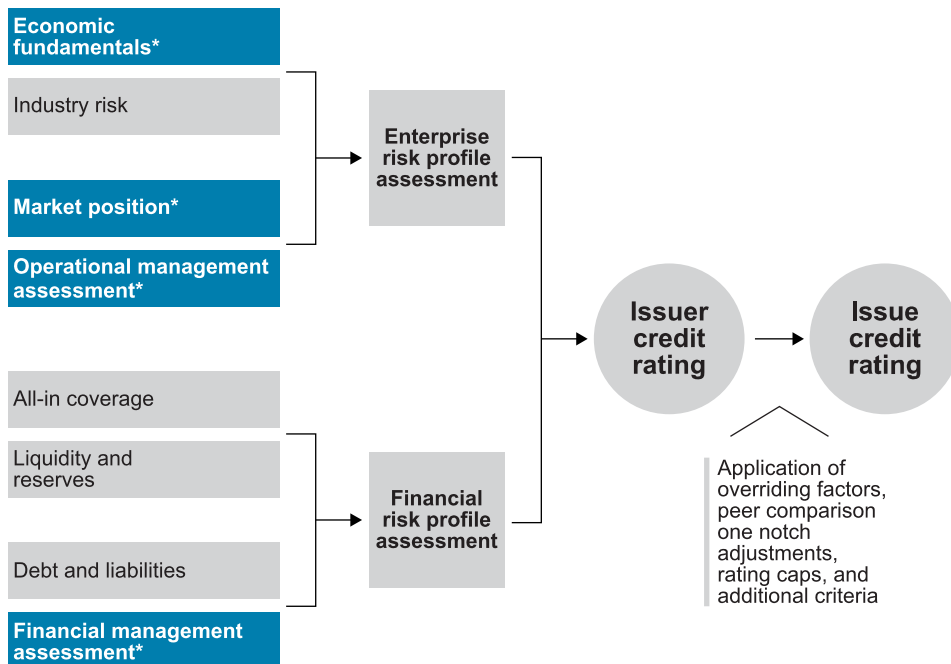 Economic
fundamentals*
Industry risk
Market position*
Operational management
assessment*
Enterprise
risk profile
assessment
All-in coverage
Liquidity and
reserves
Debt and liabilities
Financial management
assessment*
Financial
risk profile
assessment
Issuer
credit
rating
Issue
credit
rating
Application of
overriding factors,
peer comparison
one notch
adjustments,
rating caps, and
additional criteria